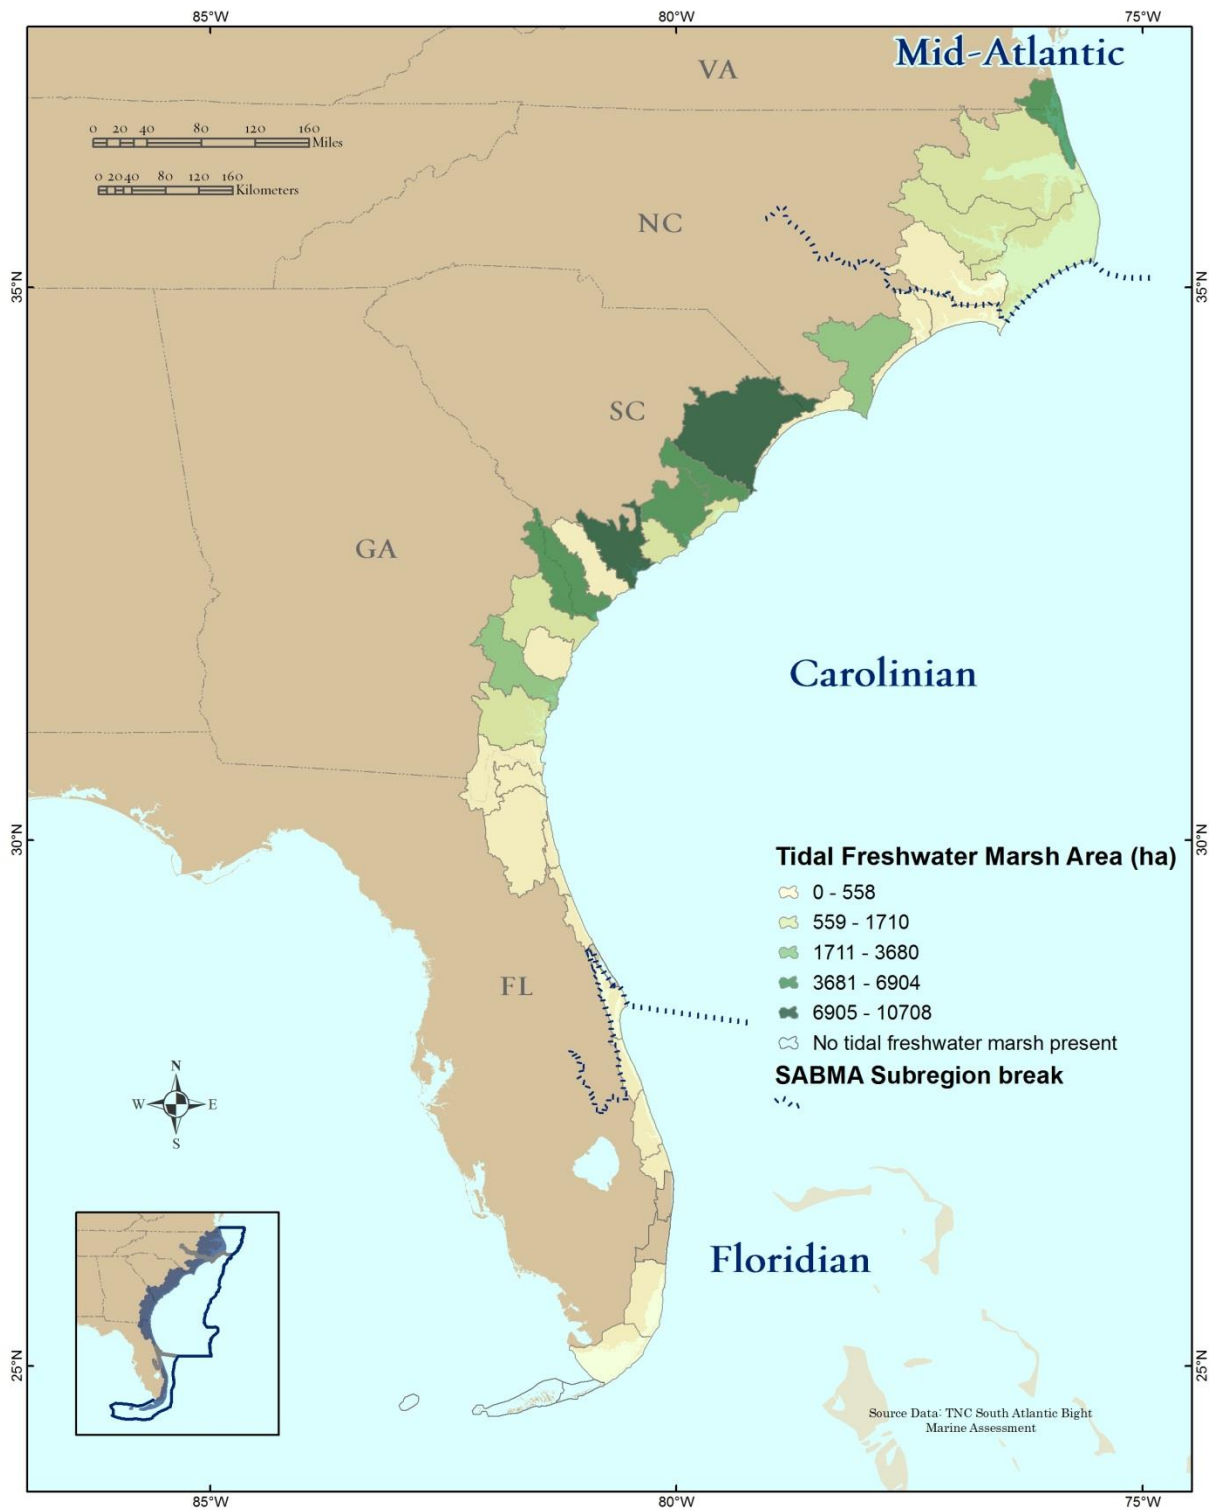 85°W 80°W 75°W
Mid-Atlantic
VA
0 20 40 80 120 160
Miles
0 20 40 80 120 160
Kilometers
NC
35°N 35°N
SC
GA
Carolinian
30°N 30°N
Tidal Freshwater Marsh Area (ha)
0 - 558
559 - 1710
1711 - 3680
3681 - 6904
6905 - 10708
No tidal freshwater marsh present
SABMA Subregion break
FL
N
W E
S
Floridian
25°N 25°N
Source Data: TNC South Atlantic Bight
Marine Assessment
85°W 80°W 75°W